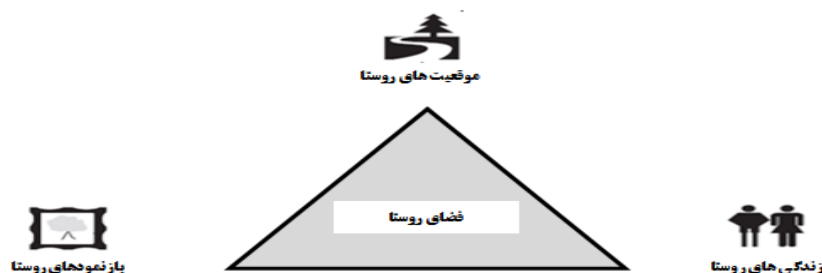 موقعیت‌های روستا
فضای روستا
بازنمودهای روستا
زندگی‌های روستا